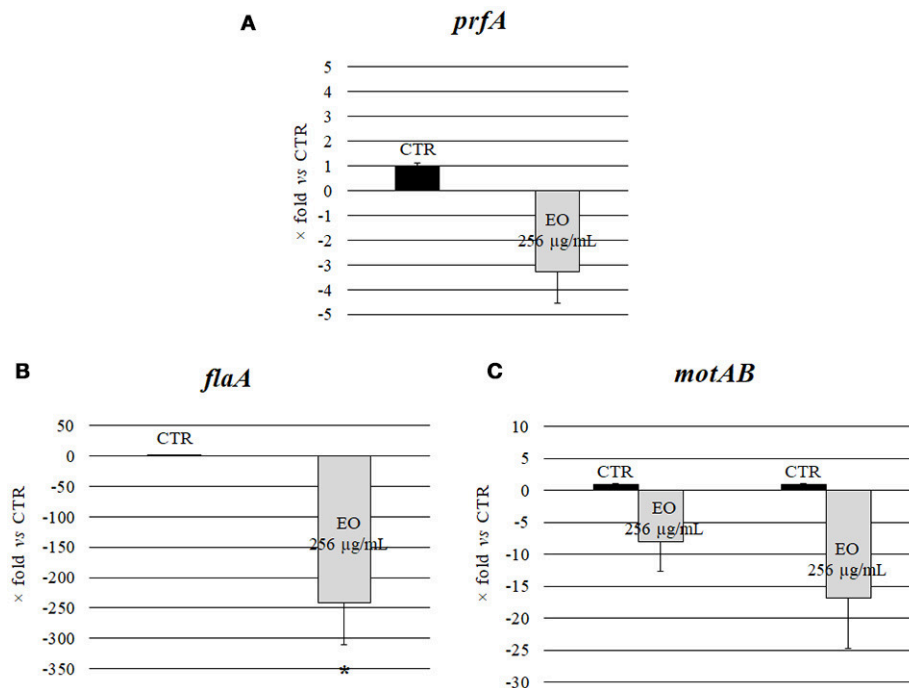 A
prfA
× fold vs CTR
5
4
3
2
1
0
-1
-2
-3
-4
-5
CTR
EO
256 µg/mL
B
flaA
× fold vs CTR
50
0
-50
-100
-150
-200
-250
-300
-350
CTR
EO
256 µg/mL
*
C
motAB
× fold vs CTR
10
5
0
-5
-10
-15
-20
-25
-30
CTR
EO
256 µg/mL
CTR
EO
256 µg/mL